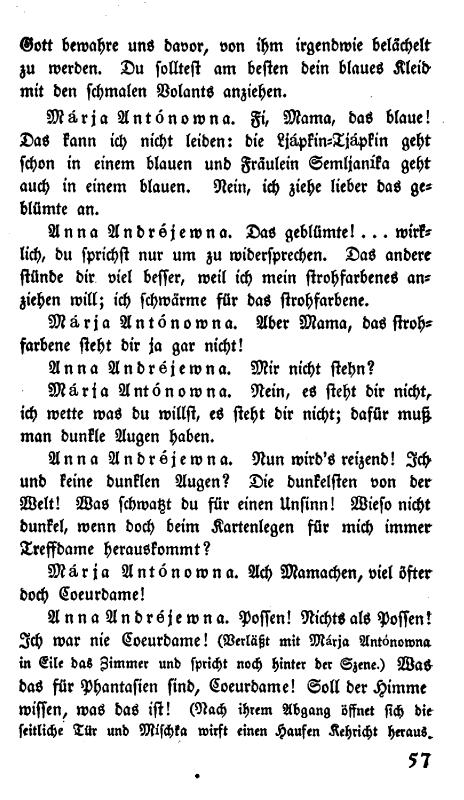 Gott bewahre uns davor, von ihm irgendwie belächelt
zu werden. Du solltest am besten dein blaues Kleid
mit den schmalen Volants anziehen.
Márja Antónowna. Fi, Mama, das blaue!
Das kann ich nicht leiden: die Ljápkin-Tjápkin geht
schon in einem blauen und Fräulein Semljanika geht
auch in einem blauen. Nein, ich ziehe lieber das ge-
blümte an.
Anna Andréjewna. Das geblümte! ... wirk-
lich, du sprichst nur um zu widersprechen. Das andere
stünde dir viel besser, weil ich mein strohfarbenes an-
ziehen will; ich schwärme für das strohfarbene.
Márja Antónowna. Aber Mama, das stroh-
farbene steht dir ja gar nicht!
Anna Andréjewna. Mir nicht stehn?
Márja Antónowna. Nein, es steht dir nicht,
ich wette was du willst, es steht dir nicht; dafür muß
man dunkle Augen haben.
Anna Andréjewna. Nun wird's reizend! Ich
und keine dunklen Augen? Die dunkelsten von der
Welt! Was schwatzt du für einen Unsinn! Wieso nicht
dunkel, wenn doch beim Kartenlegen für mich immer
Treffdame herauskommt?
Márja Antónowna. Ach Mamachen, viel öfter
doch Coeurdame!
Anna Andréjewna. Possen! Nichts als Possen!
Ich war nie Coeurdame! (Verläßt mit Márja Antónowna
in Eile das Zimmer und spricht noch hinter der Szene.) Was
das für Phantasien sind, Coeurdame! Soll der Himme
wissen, was das ist! (Nach ihrem Abgang öffnet sich die
seitliche Tür und Mischka wirft einen Haufen Kehricht heraus.
57